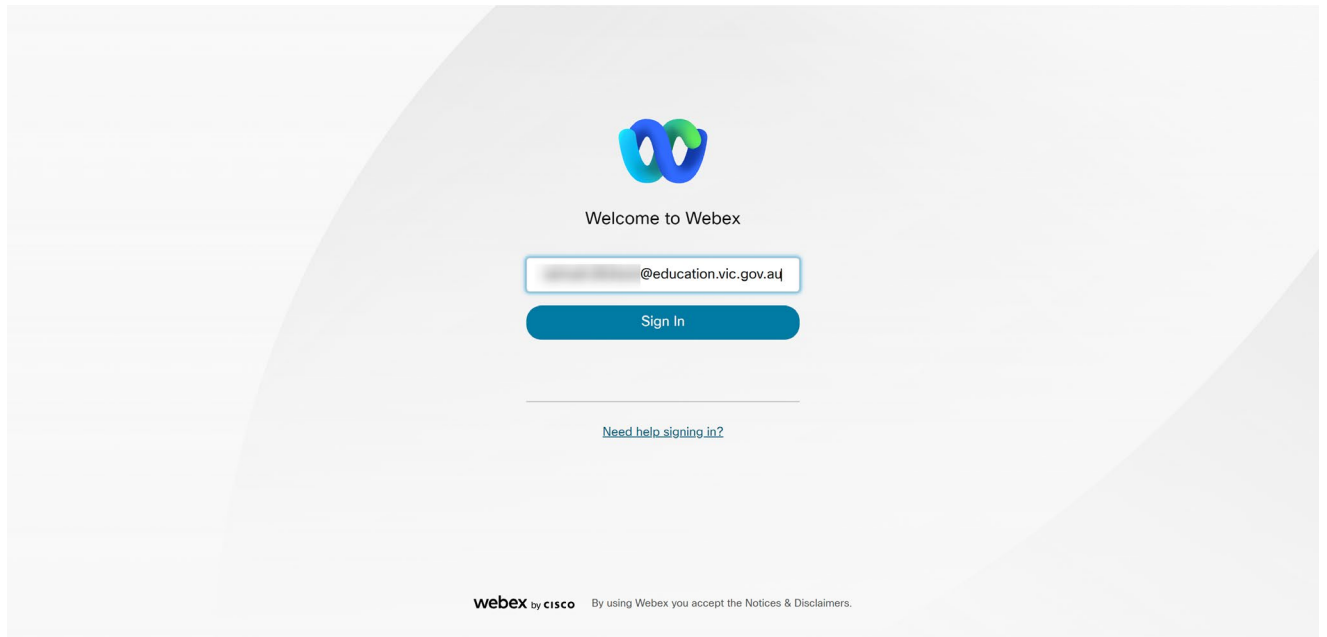 Welcome to Webex
@education.vic.gov.au
Sign In
Need help signing in?
webex by CISCO By using Webex you accept the Notices & Disclaimers.